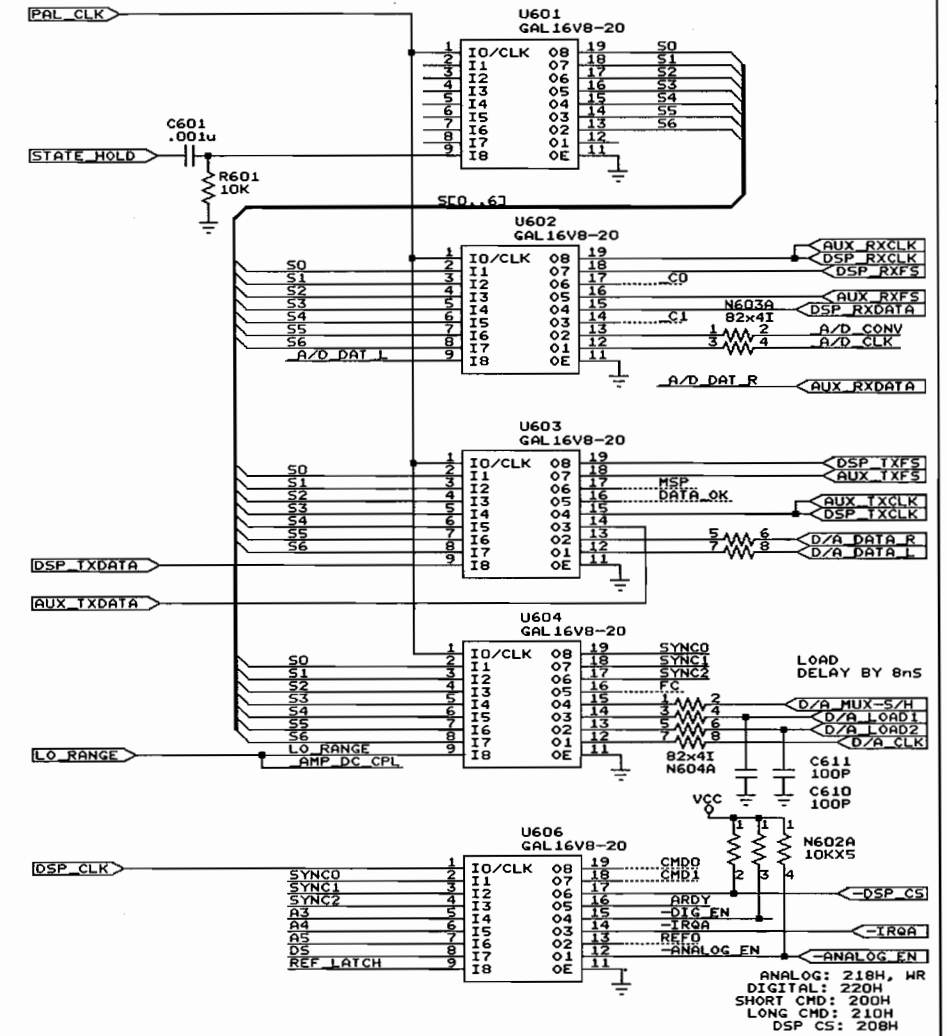 PAL_CLK
U601
GAL16V8-20
1 I0/CLK O8 19 S0
2 I1 O7 18 S1
3 I2 O6 17 S2
4 I3 O5 16 S3
5 I4 O4 15 S4
6 I5 O3 14 S5
7 I6 O2 13 S6
8 I7 O1 12
9 I8 OE 11
C601
.001u
STATE_HOLD
R601
10K
S[0..6]
U602
GAL16V8-20
1 I0/CLK O8 19 AUX_RXCLK
DSP_RXCLK
S0 2 I1 O7 18 DSP_RXFS
S1 3 I2 O6 17 C0
S2 4 I3 O5 16 AUX_RXFS
S3 5 I4 O4 15 DSP_RXDATA
N603A
82x4I
S4 6 I5 O3 14 C1
S5 7 I6 O2 13 1 2 A/D_CONV
S6 8 I7 O1 12 3 4 A/D_CLK
A/D_DAT_L 9 I8 OE 11
A/D_DAT_R AUX_RXDATA
U603
GAL16V8-20
1 I0/CLK O8 19 DSP_TXFS
S0 2 I1 O7 18 AUX_TXFS
S1 3 I2 O6 17 MSP
S2 4 I3 O5 16 DATA_OK
AUX_TXCLK
S3 5 I4 O4 15 DSP_TXCLK
S4 6 I5 O3 14
S5 7 I6 O2 13 5 6 D/A_DATA_R
S6 8 I7 O1 12 7 8 D/A_DATA_L
DSP_TXDATA 9 I8 OE 11
AUX_TXDATA
U604
GAL16V8-20
1 I0/CLK O8 19 SYNC0
S0 2 I1 O7 18 SYNC1
S1 3 I2 O6 17 SYNC2
LOAD
DELAY BY 8nS
S2 4 I3 O5 16 FC
S3 5 I4 O4 15 1 2 D/A_MUX-S/H
S4 6 I5 O3 14 3 4 D/A_LOAD1
S5 7 I6 O2 13 5 6 D/A_LOAD2
S6 8 I7 O1 12 7 8 D/A_CLK
LO_RANGE LO_RANGE 9 I8 OE 11
AMP_DC_CPL
82x4I
N604A
C611
100P
C610
100P
VCC
1 1 1
N602A
10KX5
2 3 4
U606
GAL16V8-20
DSP_CLK 1 I0/CLK O8 19 CMD0
SYNC0 2 I1 O7 18 CMD1
SYNC1 3 I2 O6 17 -DSP_CS
SYNC2 4 I3 O5 16 ARDY
A3 5 I4 O4 15 -DIG_EN
A4 6 I5 O3 14 -IRQA -IRQA
A5 7 I6 O2 13 REF0
DS 8 I7 O1 12 -ANALOG_EN -ANALOG_EN
REF_LATCH 9 I8 OE 11
ANALOG: 218H, WR
DIGITAL: 220H
SHORT CMD: 200H
LONG CMD: 210H
DSP CS: 208H